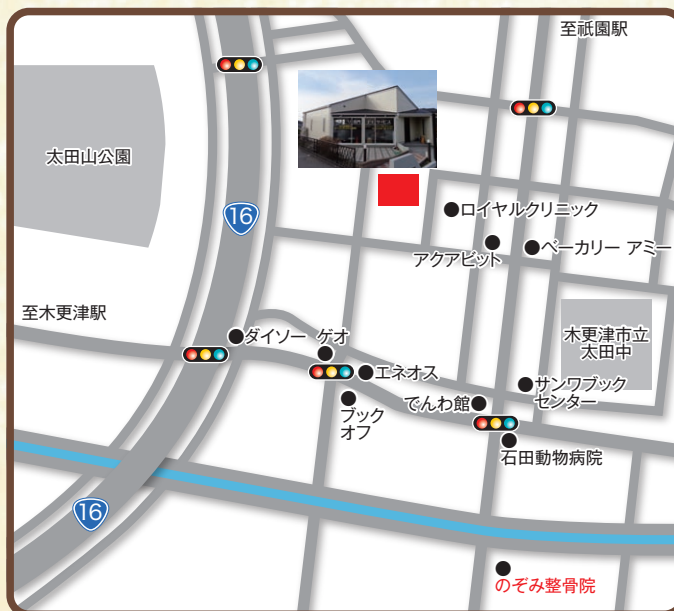 至祇園駅
太田山公園
16
ロイヤルクリニック
アクアビット
ベーカリー アミー
至木更津駅
ダイソー
ゲオ
木更津市立
太田中
エネオス
サンワブック
センター
でんわ館
ブック
オフ
石田動物病院
16
のぞみ整骨院